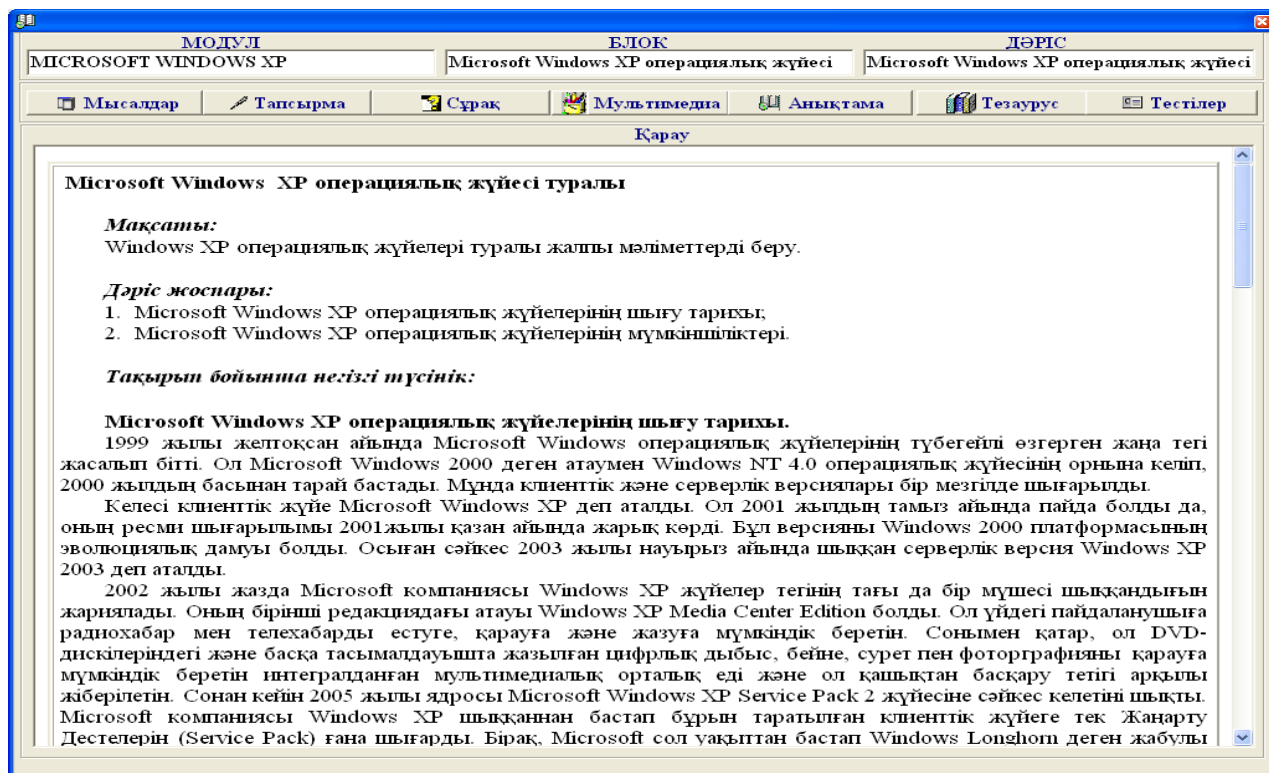 МОДУЛ БЛОК ДӘРІС
MICROSOFT WINDOWS XP Microsoft Windows XP операциялық жүйесі Microsoft Windows XP операциялық жүйесі
Мысалдар Тапсырма Сұрақ Мультимедиа Анықтама Тезаурус Тестілер
Қарау
Microsoft Windows XP операциялық жүйесі туралы
Мақсаты:
Windows XP операциялық жүйелері туралы жалпы мәліметтерді беру.
Дәріс жоспары:
1. Microsoft Windows XP операциялық жүйелерінің шығу тарихы;
2. Microsoft Windows XP операциялық жүйелерінің мүмкіншіліктері.
Тақырып бойынша негізгі түсінік:
Microsoft Windows XP операциялық жүйелерінің шығу тарихы.
1999 жылы желтоқсан айында Microsoft Windows операциялық жүйелерінің түбегейлі өзгерген жаңа тегі
жасалып бітті. Ол Microsoft Windows 2000 деген атаумен Windows NT 4.0 операциялық жүйесінің орнына келіп,
2000 жылдың басынан тарай бастады. Мұнда клиенттік және серверлік версиялары бір мезгілде шығарылды.
Келесі клиенттік жүйе Microsoft Windows XP деп аталды. Ол 2001 жылдың тамыз айында пайда болды да,
оның ресми шығарылымы 2001жылы қазан айында жарық көрді. Бұл версияны Windows 2000 платформасының
эволюциялық дамуы болды. Осыған сәйкес 2003 жылы науырыз айында шыққан серверлік версия Windows XP
2003 деп аталды.
2002 жылы жазда Microsoft компаниясы Windows XP жүйелер тегінің тағы да бір мүшесі шыққандығын
жариялады. Оның бірінші редакциядағы атауы Windows XP Media Center Edition болды. Ол үйдегі пайдаланушыға
радиохабар мен телехабарды естуге, қарауға және жазуға мүмкіндік беретін. Сонымен қатар, ол DVD-
дискілеріндегі және басқа тасымалдауышта жазылған цифрлық дыбыс, бейне, сурет пен фоторграфияны қарауға
мүмкіндік беретін интегралданған мультимедиалық орталық еді және ол қашықтан басқару тетігі арқылы
жіберілетін. Сонан кейін 2005 жылы ядросы Microsoft Windows XP Service Pack 2 жүйесіне сәйкес келетіні шықты.
Microsoft компаниясы Windows XP шыққаннан бастап бұрын таратылған клиенттік жүйеге тек Жаңарту
Дестелерін (Service Pack) ғана шығарды. Бірақ, Microsoft сол уақыттан бастап Windows Longhorn деген жабулы